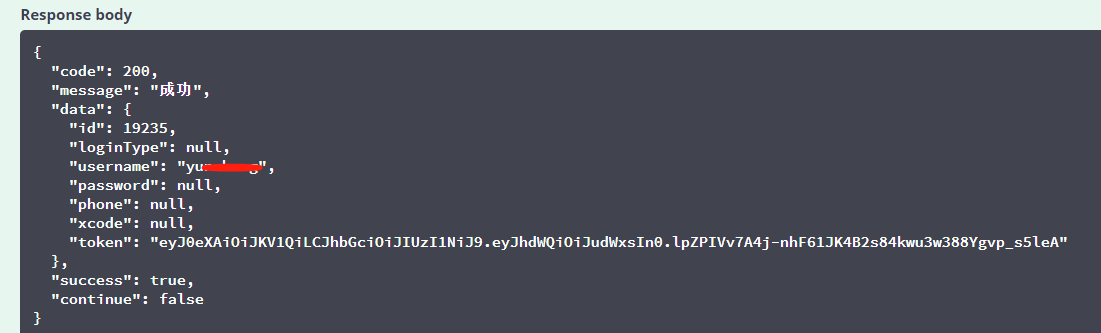 Response body
{
"code": 200,
"message": "成功",
"data": {
"id": 19235,
"loginType": null,
"username": "yu g",
"password": null,
"phone": null,
"xcode": null,
"token": "eyJ0eXAiOiJKV1QiLCJhbGciOiJIUzI1NiJ9.eyJhdWQiOiJudWxsIn0.lpZPIVv7A4j-nhF61JK4B2s84kwu3w388Ygvp_s5leA"
},
"success": true,
"continue": false
}